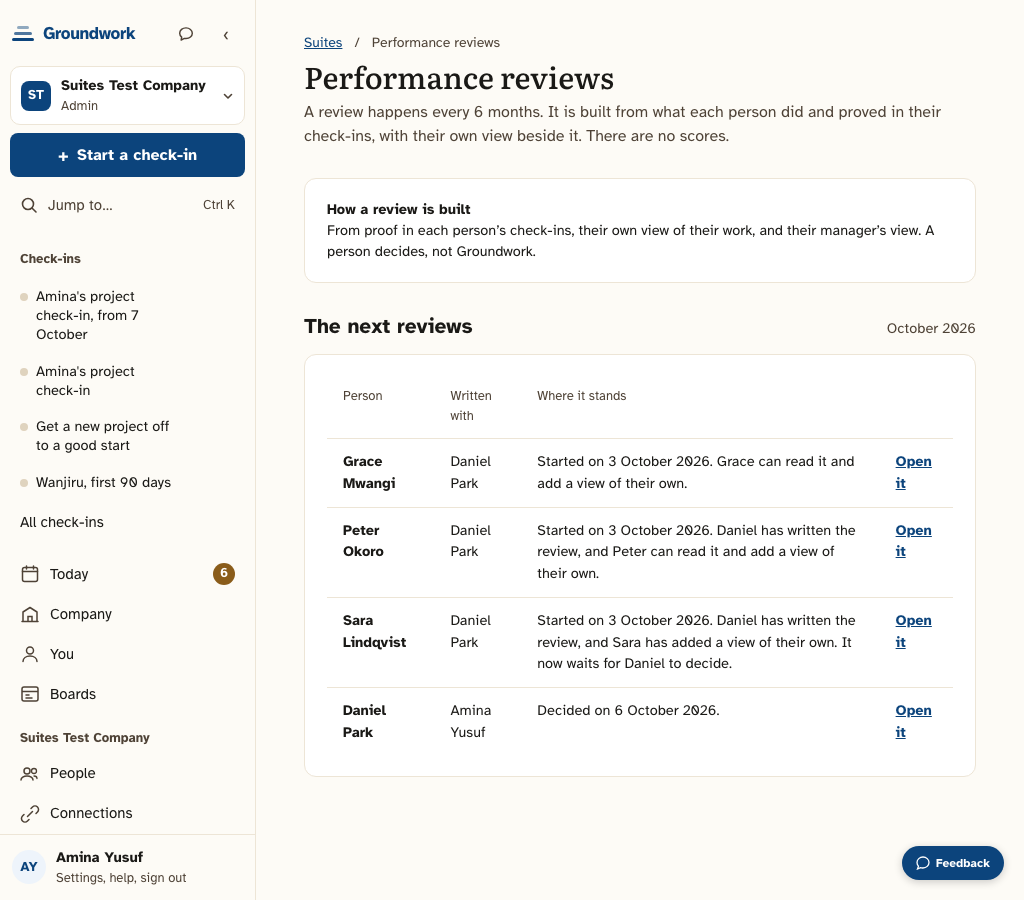 Groundwork
ST
Suites Test Company
Admin
+ Start a check-in
Jump to...
Ctrl K
Check-ins
Amina's project
check-in, from 7
October
Amina's project
check-in
Get a new project off
to a good start
Wanjiru, first 90 days
All check-ins
Today
6
Company
You
Boards
Suites Test Company
People
Connections
AY
Amina Yusuf
Settings, help, sign out
Suites / Performance reviews
Performance reviews
A review happens every 6 months. It is built from what each person did and proved in their
check-ins, with their own view beside it. There are no scores.
How a review is built
From proof in each person’s check-ins, their own view of their work, and their manager’s view. A
person decides, not Groundwork.
The next reviews
October 2026
Person
Written
with
Where it stands
Grace
Mwangi
Daniel
Park
Started on 3 October 2026. Grace can read it and
add a view of their own.
Open
it
Peter
Okoro
Daniel
Park
Started on 3 October 2026. Daniel has written the
review, and Peter can read it and add a view of
their own.
Open
it
Sara
Lindqvist
Daniel
Park
Started on 3 October 2026. Daniel has written the
review, and Sara has added a view of their own. It
now waits for Daniel to decide.
Open
it
Daniel
Park
Amina
Yusuf
Decided on 6 October 2026.
Open
it
Feedback